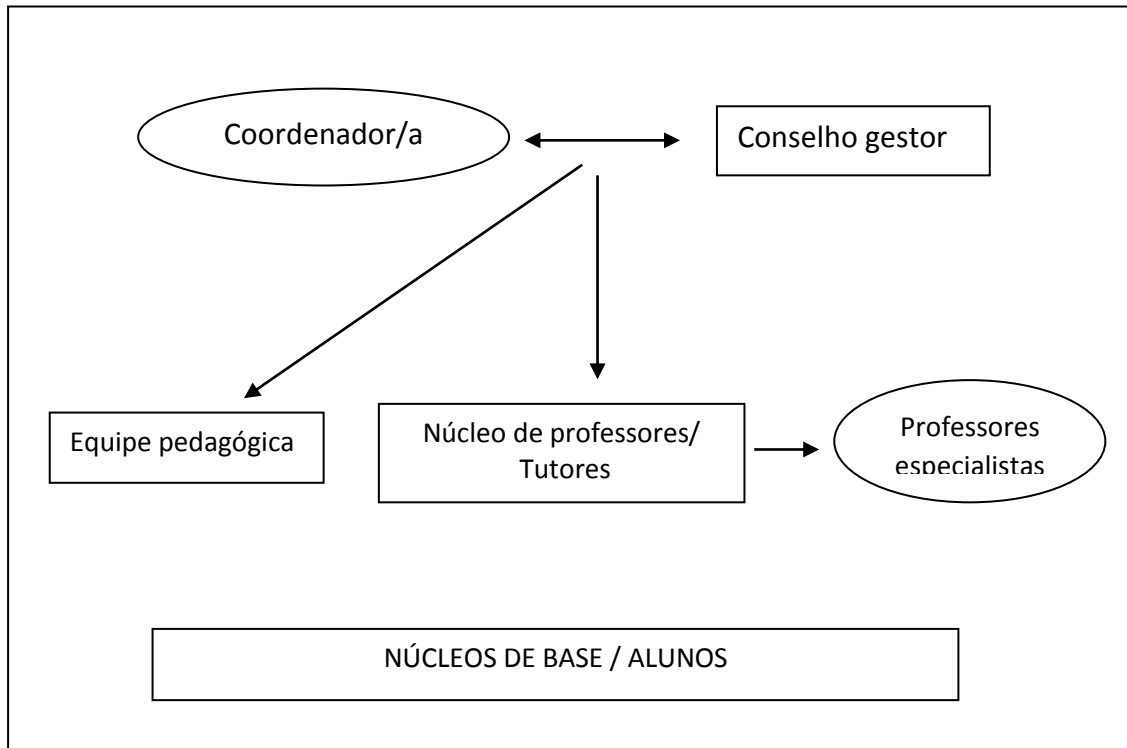 Coordenador/a
Conselho gestor
Equipe pedagógica
Núcleo de professores/
Tutores
Professores
especialistas
NÚCLEOS DE BASE / ALUNOS